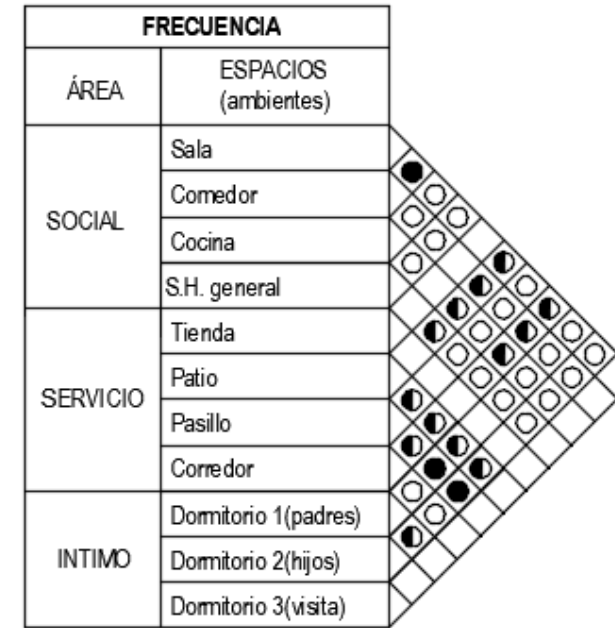 FRECUENCIA
ÁREA
ESPACIOS
(ambientes)
SOCIAL
Sala
Comedor
Cocina
S.H. general
SERVICIO
Tienda
Patio
Pasillo
Corredor
INTIMO
Dormitorio 1(padres)
Dormitorio 2(hijos)
Dormitorio 3(visita)